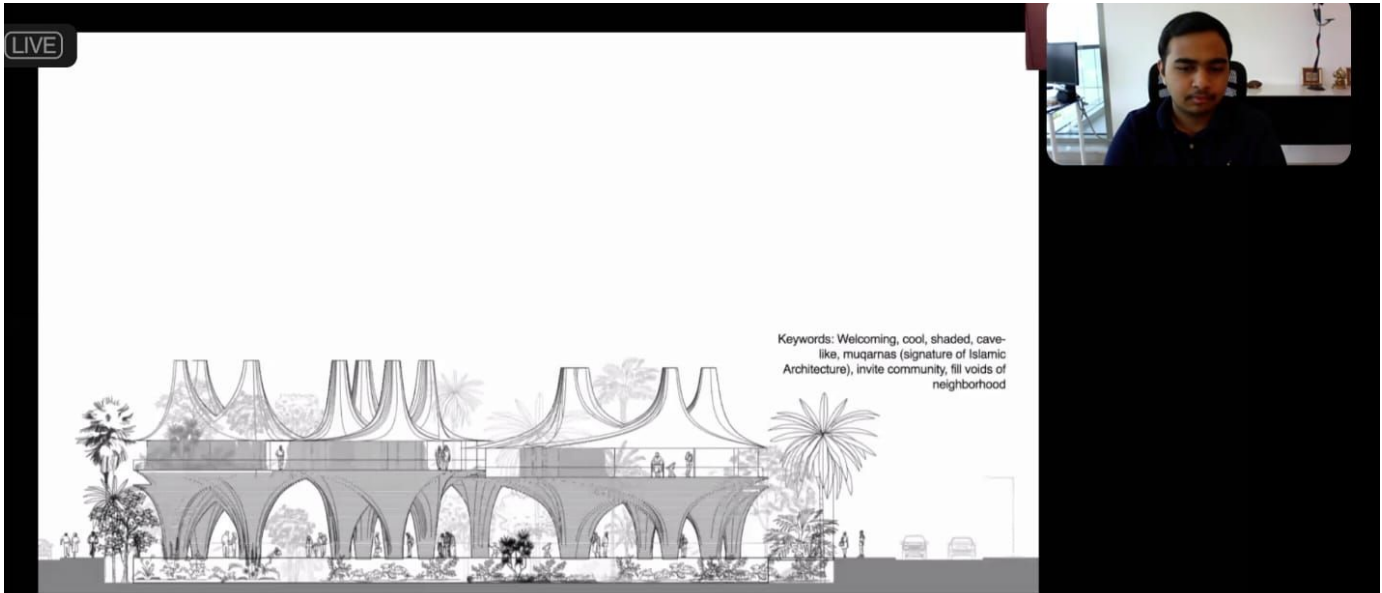 LIVE
Keywords: Welcoming, cool, shaded, cave-
like, muqarnas (signature of Islamic
Architecture), invite community, fill voids of
neighborhood